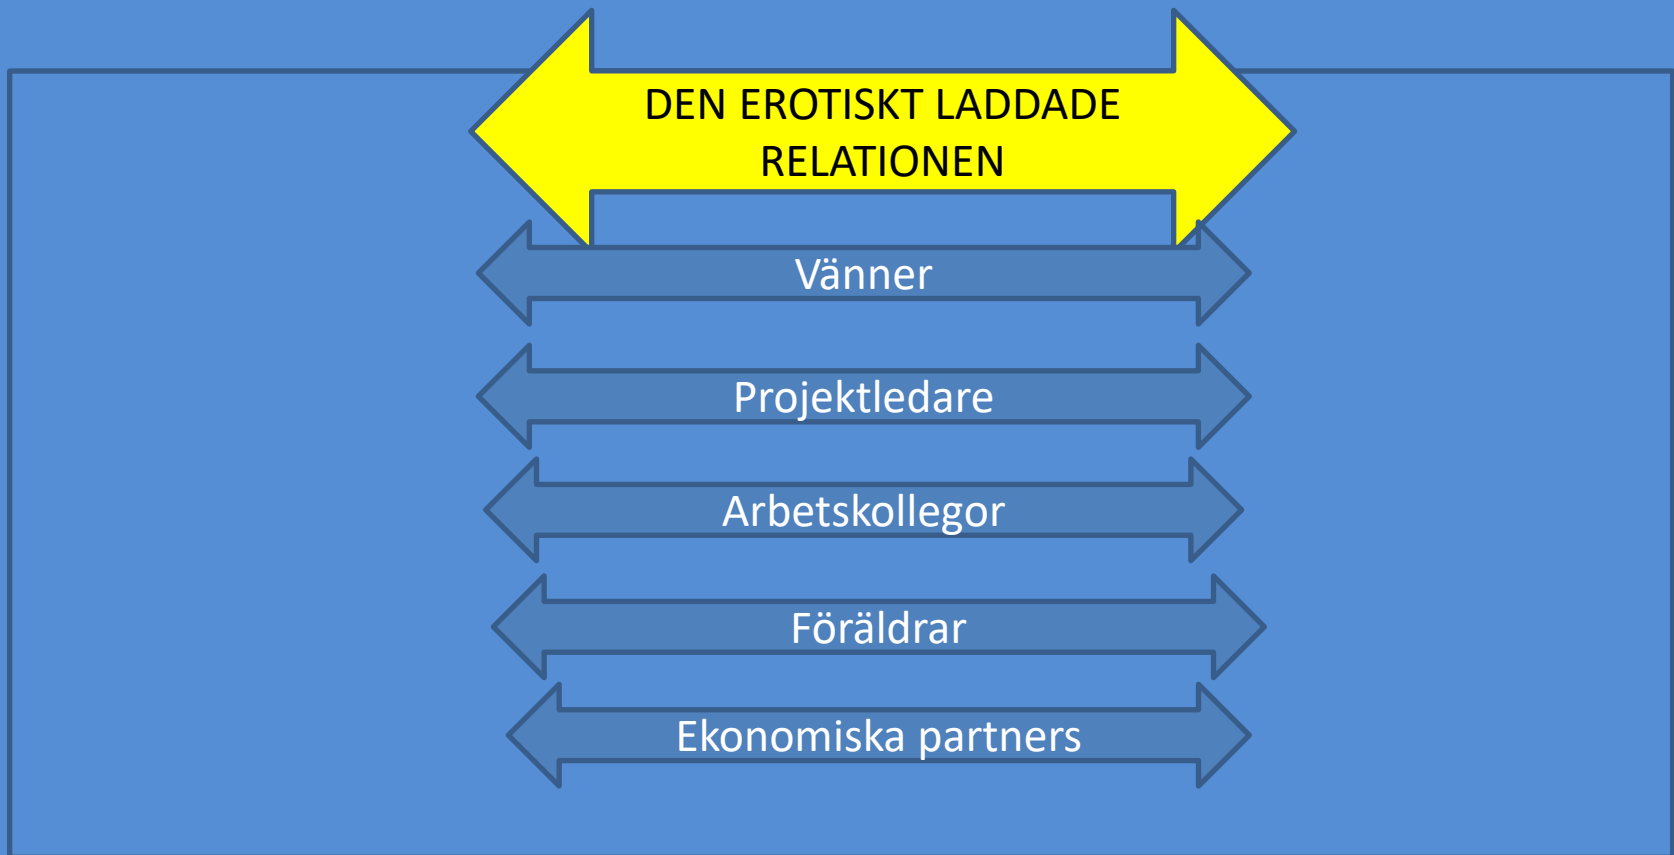 DEN EROTISKT LADDADE
RELATIONEN
Vänner
Projektledare
Arbetskollegor
Föräldrar
Ekonomiska partners